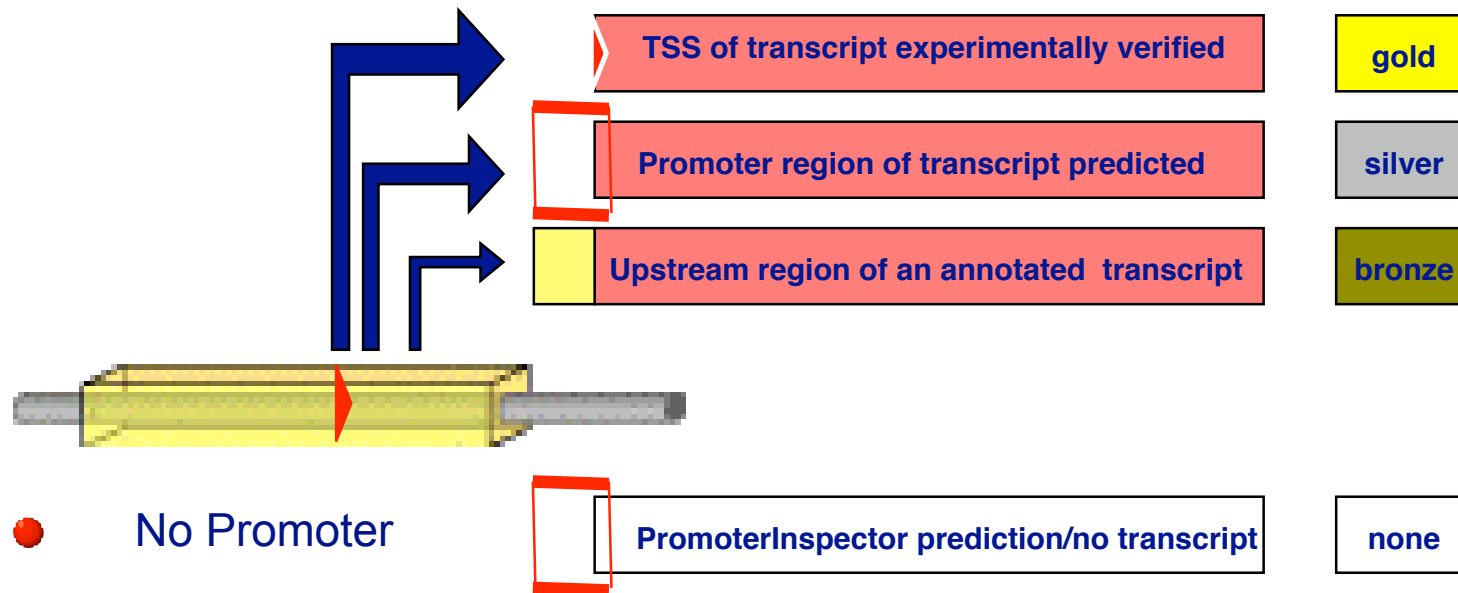 TSS of transcript experimentally verified gold
Promoter region of transcript predicted silver
Upstream region of an annotated transcript bronze
No Promoter PromoterInspector prediction/no transcript none